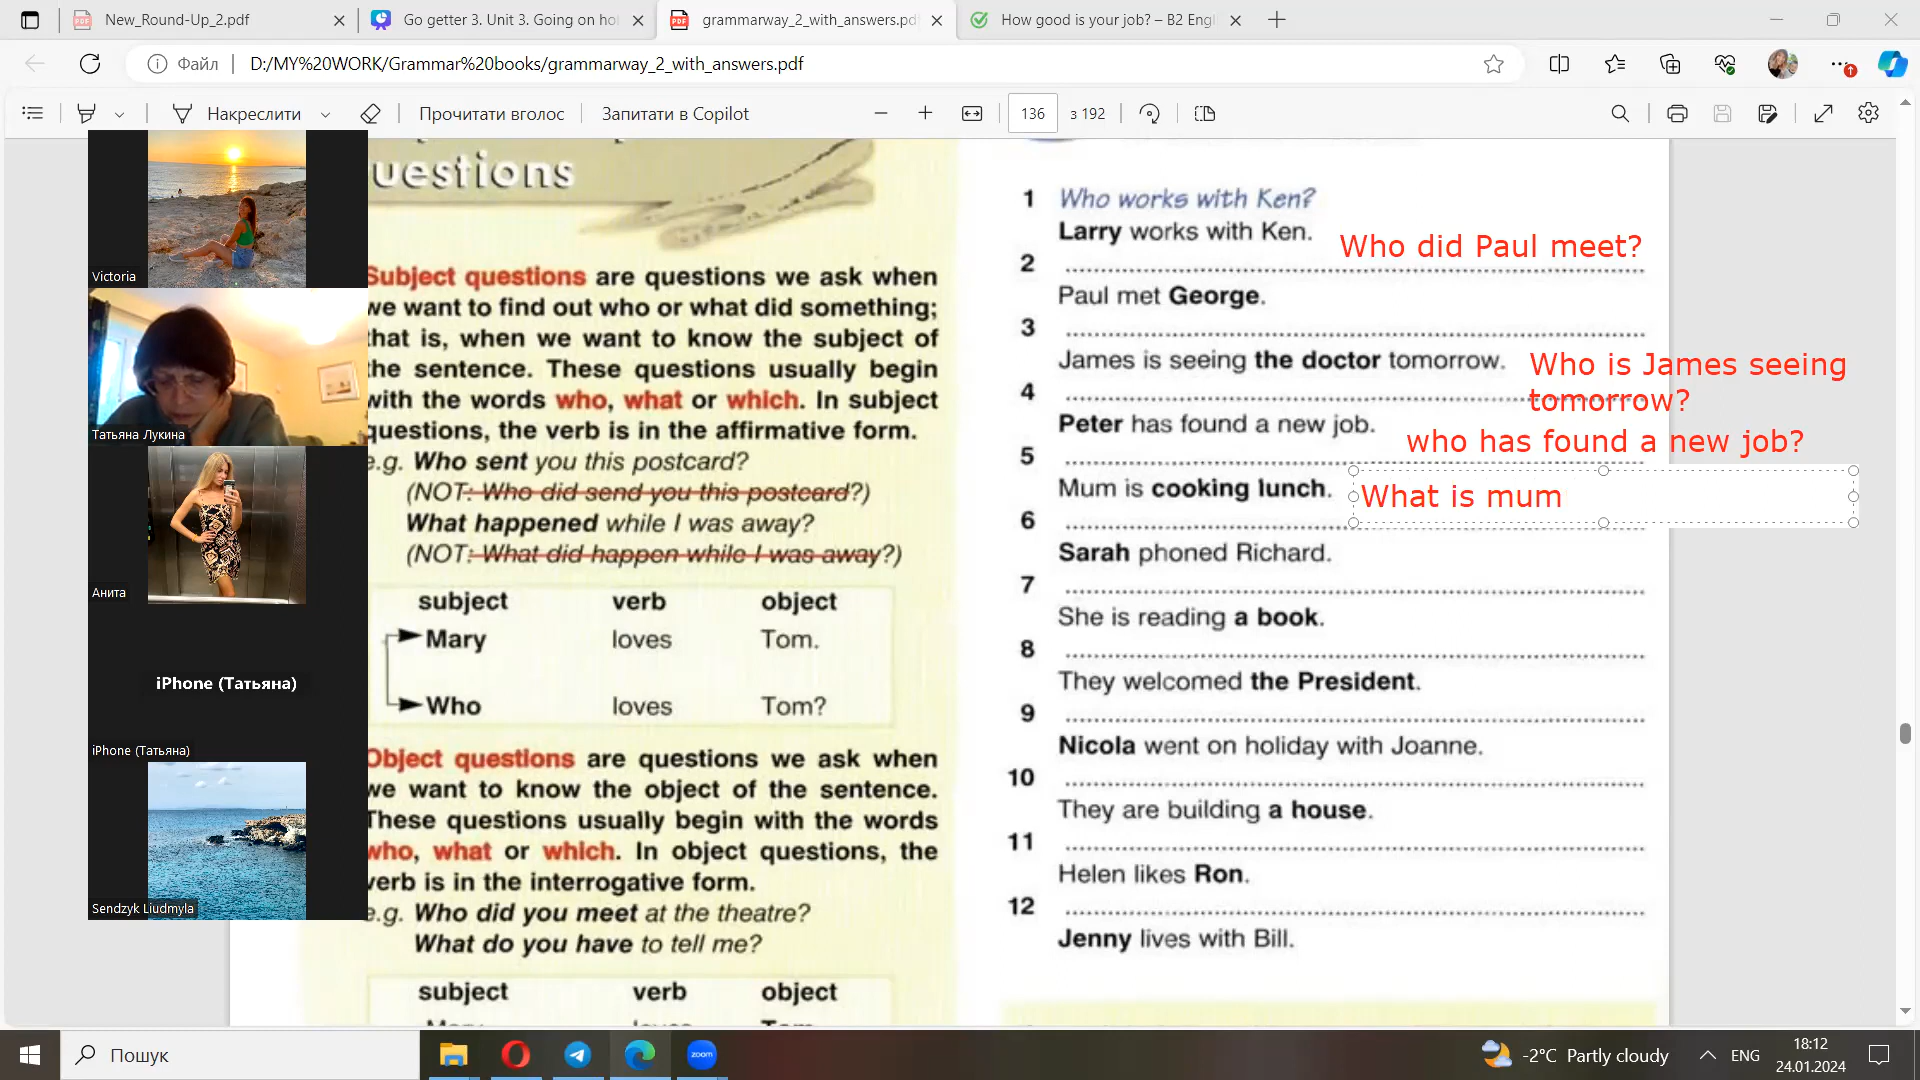 New_Round-Up_2.pdf
Go getter 3. Unit 3. Going on hol
grammarway_2_with_answers.pd
How good is your job? – B2 Engl
Файл
D:/MY%20WORK/Grammar%20books/grammarway_2_with_answers.pdf
Накреслити
Прочитати вголос
Запитати в Copilot
136
з 192
uestions
Subject questions are questions we ask when
we want to find out who or what did something;
that is, when we want to know the subject of
the sentence. These questions usually begin
with the words who, what or which. In subject
questions, the verb is in the affirmative form.
e.g. Who sent you this postcard?
(NOT: Who did send you this postcard?)
What happened while I was away?
(NOT: What did happen while I was away?)
subject verb object
Mary loves Tom.
Who loves Tom?
Object questions are questions we ask when
we want to know the object of the sentence.
These questions usually begin with the words
who, what or which. In object questions, the
verb is in the interrogative form.
e.g. Who did you meet at the theatre?
What do you have to tell me?
subject verb object
Mary loves Tom
1 Who works with Ken?
Larry works with Ken.
Who did Paul meet?
2
Paul met George.
3
James is seeing the doctor tomorrow.
Who is James seeing
tomorrow?
4
Peter has found a new job.
who has found a new job?
5
Mum is cooking lunch.
What is mum
6
Sarah phoned Richard.
7
She is reading a book.
8
They welcomed the President.
9
Nicola went on holiday with Joanne.
10
They are building a house.
11
Helen likes Ron.
12
Jenny lives with Bill.
Victoria
Татьяна Лукина
Анита
iPhone (Татьяна)
iPhone (Татьяна)
Sendzyk Liudmyla
Пошук
zoom
-2°C Partly cloudy
ENG
18:12
24.01.2024